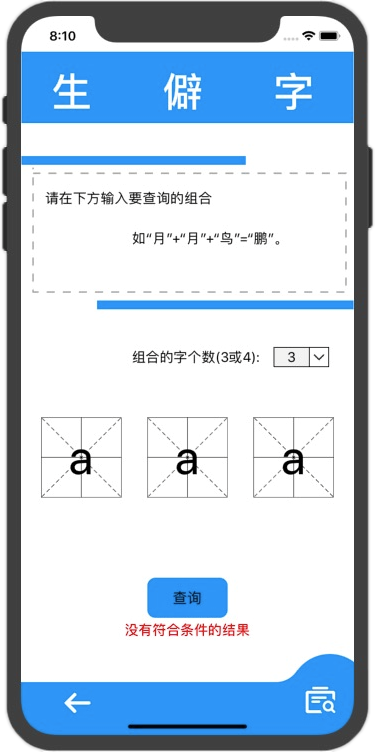 8:10
生 僻 字
请在下方输入要查询的组合
如“月”+“月”+“鸟”=“鹏”。
组合的字个数(3或4): 3
a a a
查询
没有符合条件的结果